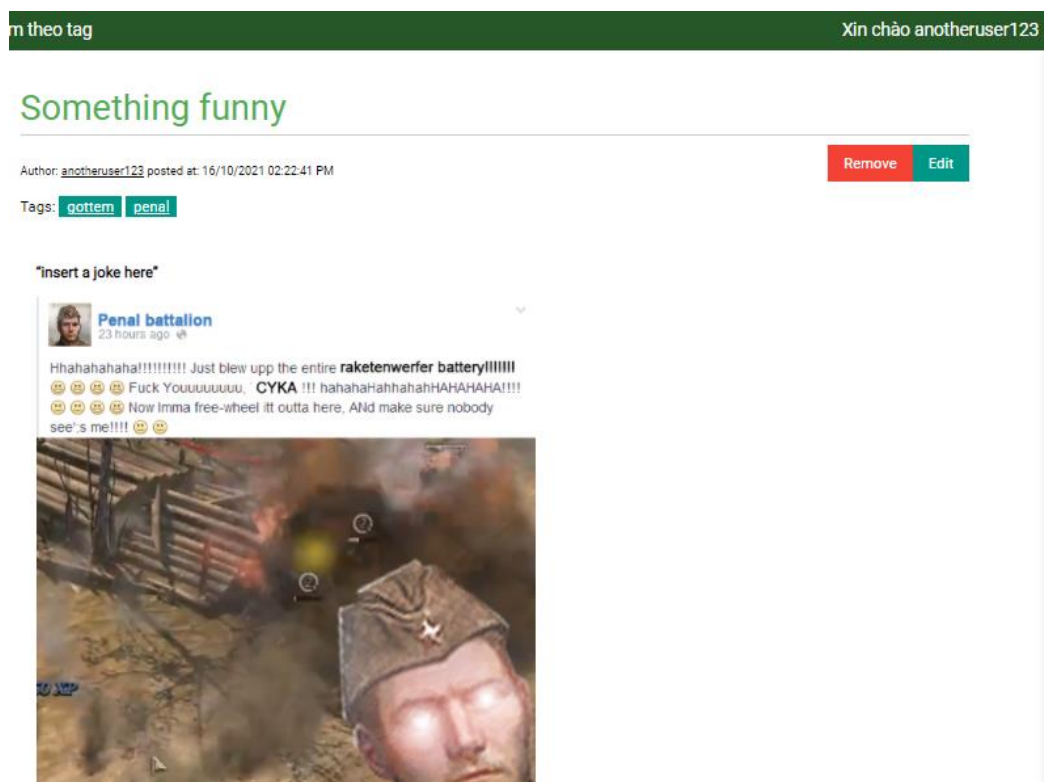 m theo tag
Xin chào anotheruser123
Something funny
Author: anotheruser123 posted at: 16/10/2021 02:22:41 PM
Remove
Edit
Tags: gottem penal
"insert a joke here"
Penal battalion
23 hours ago
Hhahahahaha!!!!!!!!!! Just blew upp the entire raketenwerfer batteryIIIIIII
Fuck Youuuuuuuu, CYKA !!! hahahaHahhahahHAHAHAHA!!!!
Now Imma free-wheel itt outta here, ANd make sure nobody
see';s me!!!!
XP